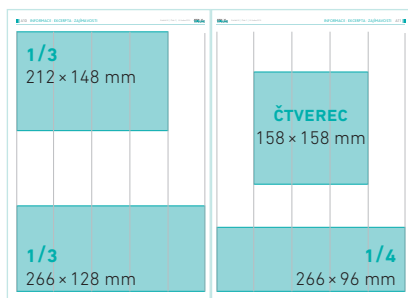 1/3
212 × 148 mm
1/3
266 × 128 mm
ČTVEREC
158 × 158 mm
1/4
266 × 96 mm